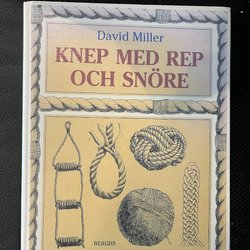 David Miller
KNEP MED REP
OCH SNÖRE
BERGHS